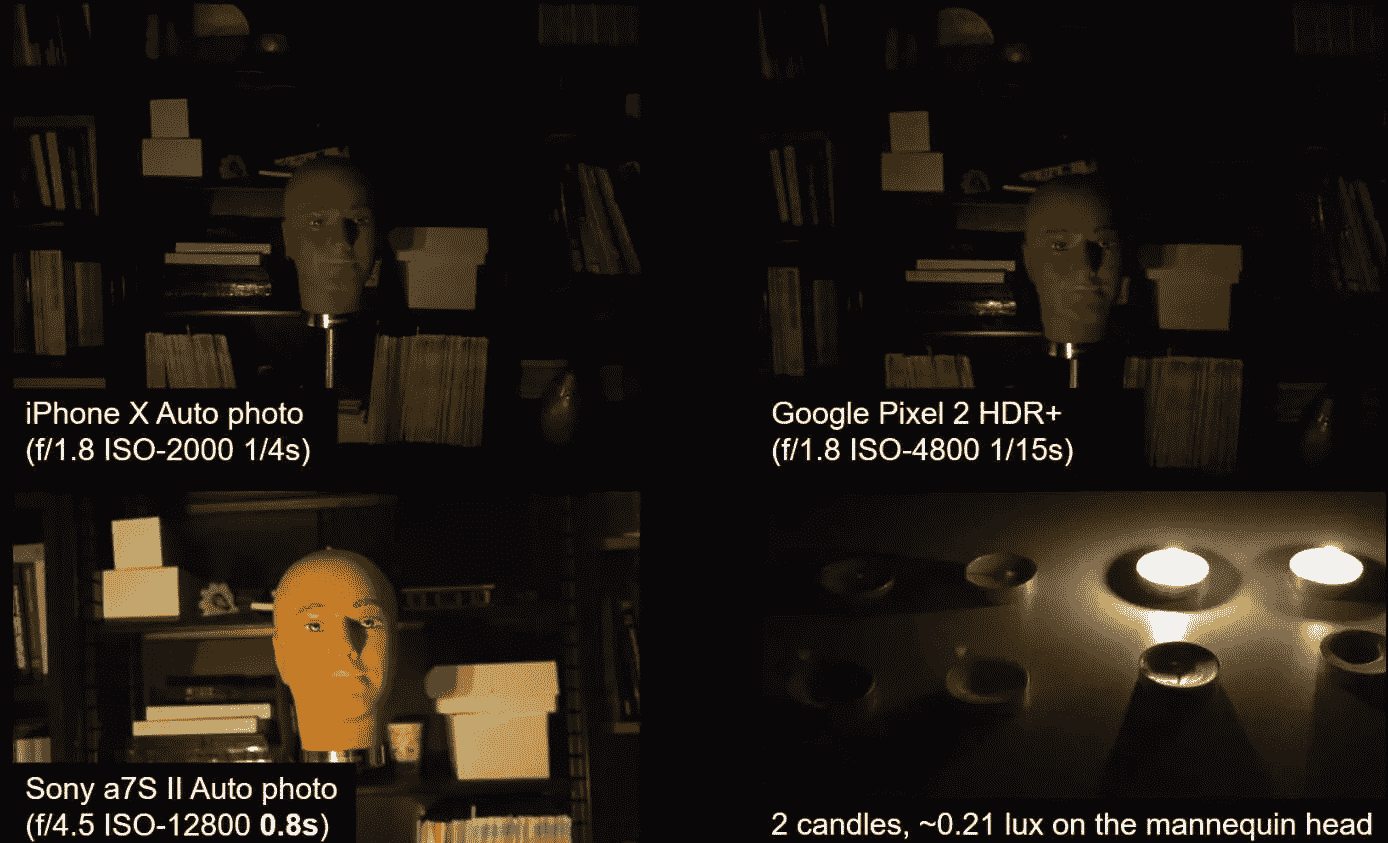 iPhone X Auto photo
(f/1.8 ISO-2000 1/4s)
Google Pixel 2 HDR+
(f/1.8 ISO-4800 1/15s)
Sony a7S II Auto photo
(f/4.5 ISO-12800 0.8s)
2 candles, ~0.21 lux on the mannequin head